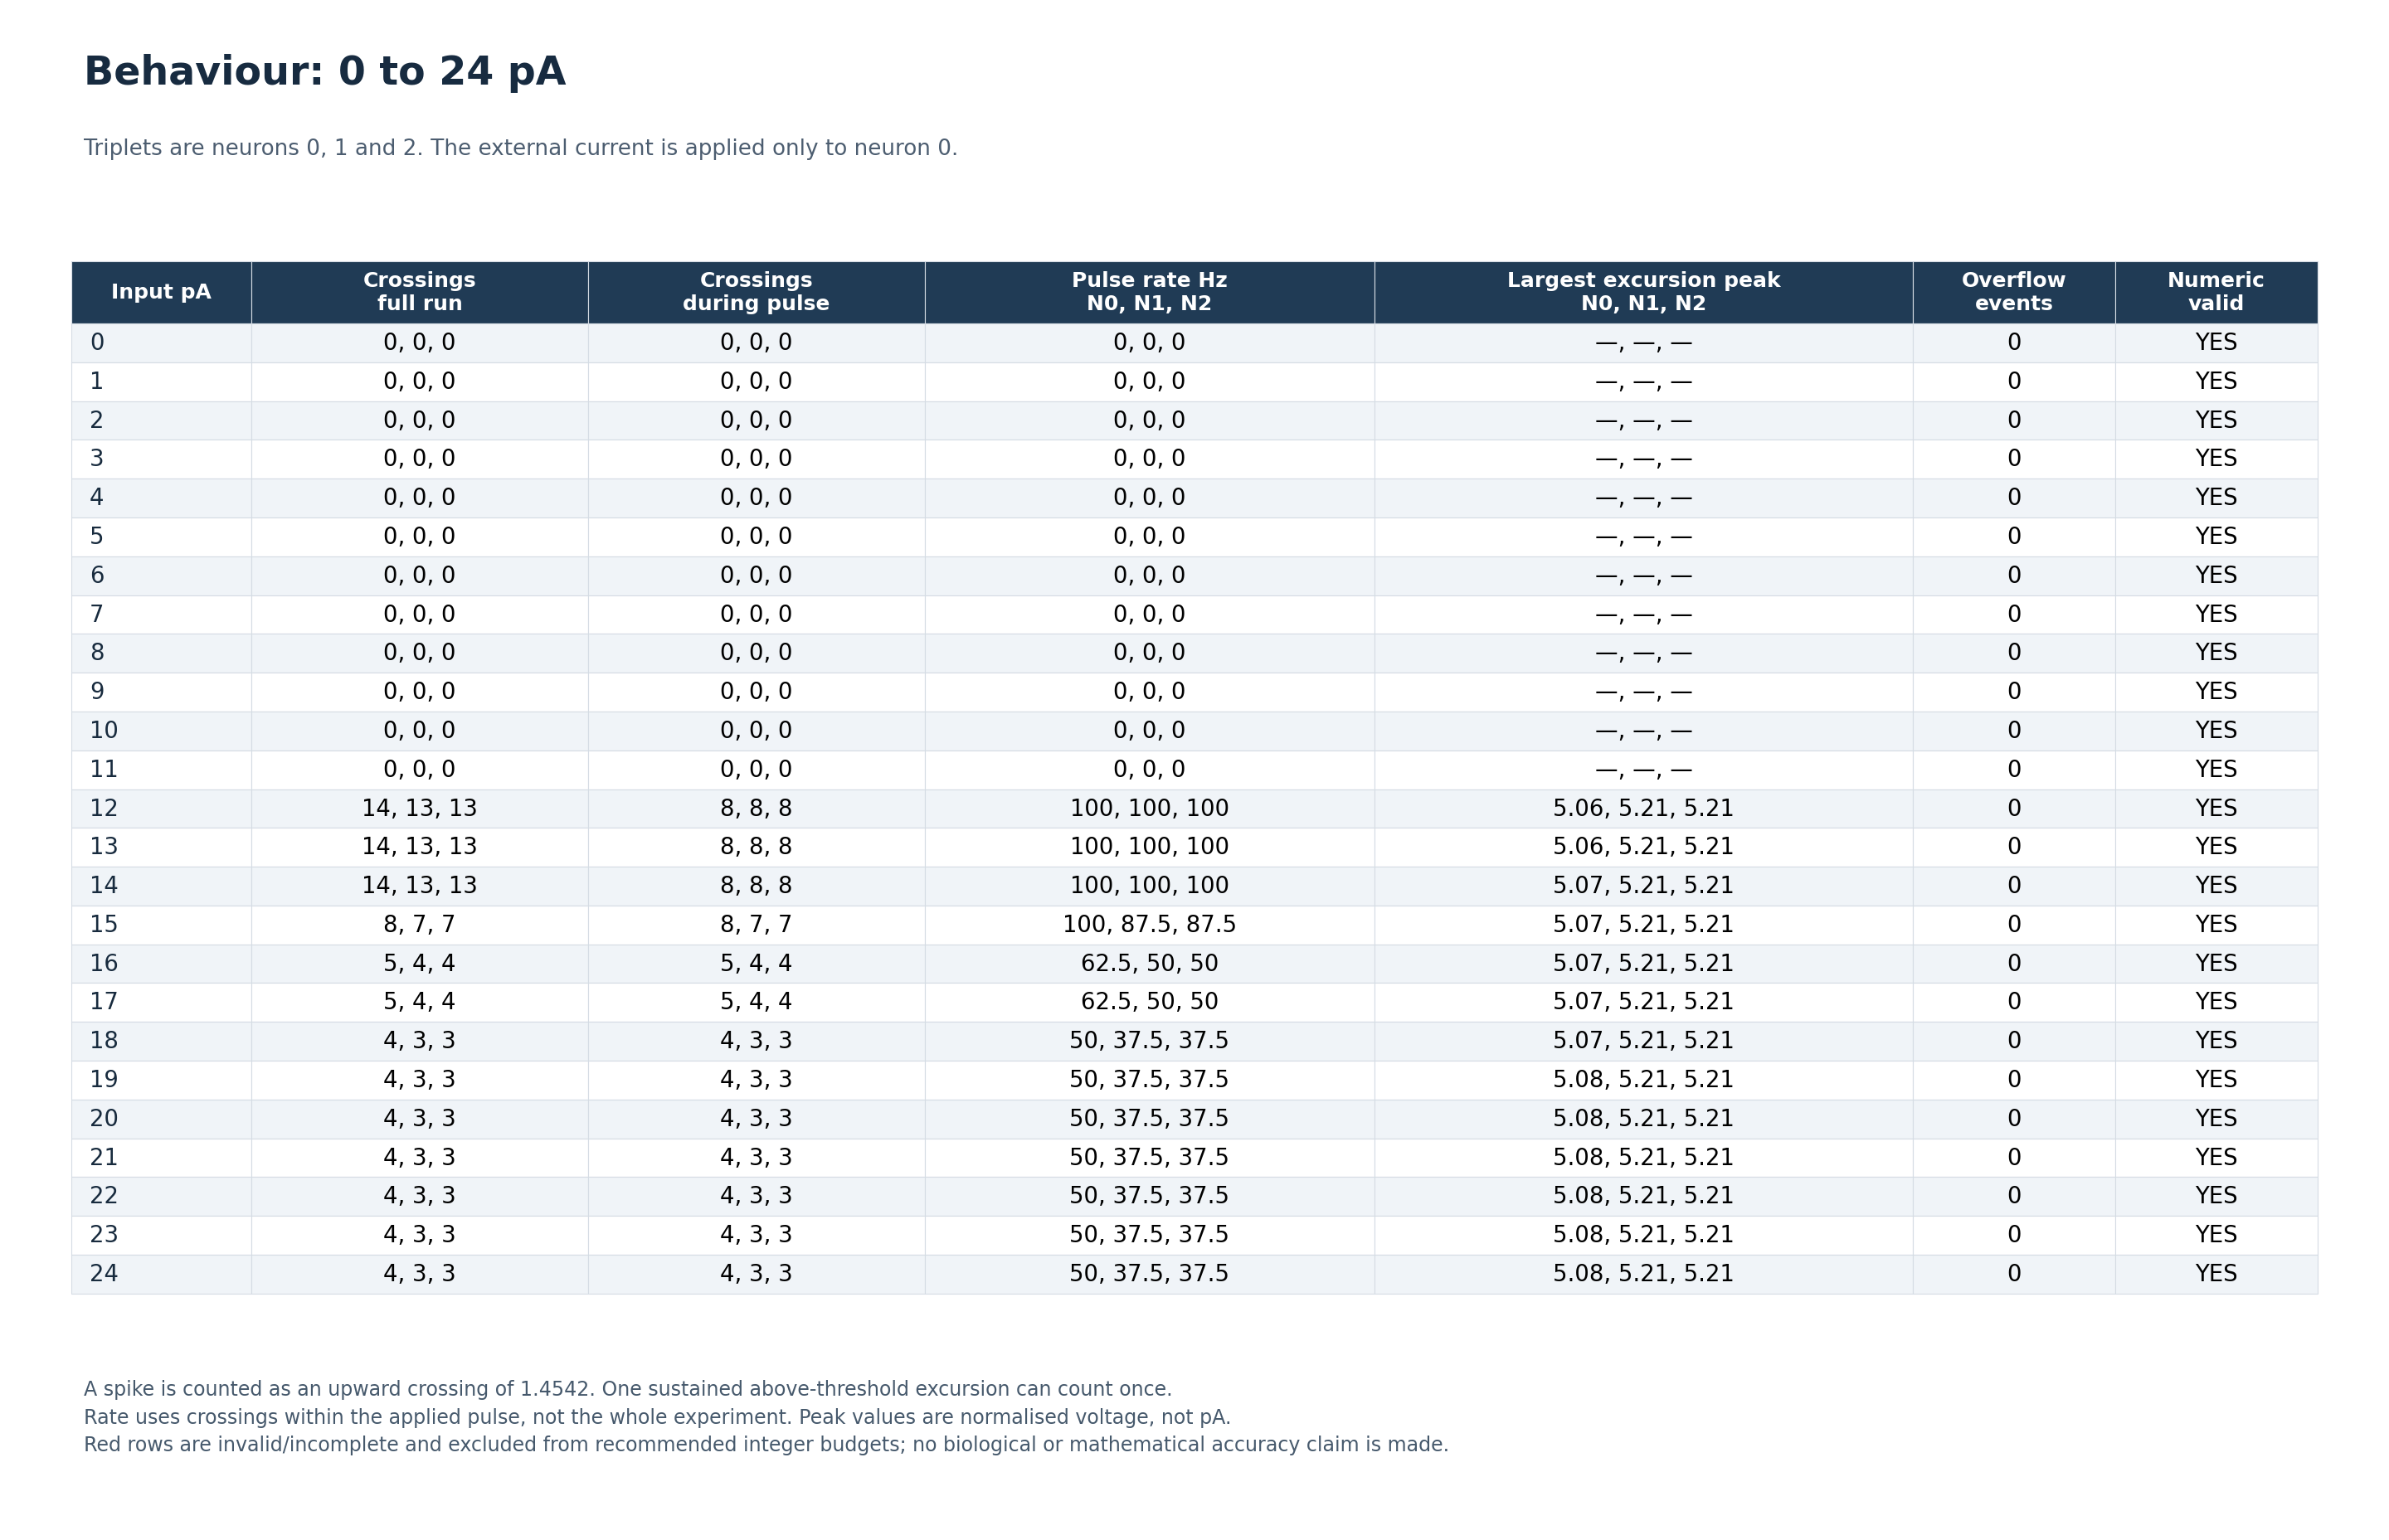 Behaviour: 0 to 24 pA
Triplets are neurons 0, 1 and 2. The external current is applied only to neuron 0.
Input pA Crossings full run Crossings during pulse Pulse rate Hz N0, N1, N2 Largest excursion peak N0, N1, N2 Overflow events Numeric valid
0 0, 0, 0 0, 0, 0 0, 0, 0 —, —, — 0 YES
1 0, 0, 0 0, 0, 0 0, 0, 0 —, —, — 0 YES
2 0, 0, 0 0, 0, 0 0, 0, 0 —, —, — 0 YES
3 0, 0, 0 0, 0, 0 0, 0, 0 —, —, — 0 YES
4 0, 0, 0 0, 0, 0 0, 0, 0 —, —, — 0 YES
5 0, 0, 0 0, 0, 0 0, 0, 0 —, —, — 0 YES
6 0, 0, 0 0, 0, 0 0, 0, 0 —, —, — 0 YES
7 0, 0, 0 0, 0, 0 0, 0, 0 —, —, — 0 YES
8 0, 0, 0 0, 0, 0 0, 0, 0 —, —, — 0 YES
9 0, 0, 0 0, 0, 0 0, 0, 0 —, —, — 0 YES
10 0, 0, 0 0, 0, 0 0, 0, 0 —, —, — 0 YES
11 0, 0, 0 0, 0, 0 0, 0, 0 —, —, — 0 YES
12 14, 13, 13 8, 8, 8 100, 100, 100 5.06, 5.21, 5.21 0 YES
13 14, 13, 13 8, 8, 8 100, 100, 100 5.06, 5.21, 5.21 0 YES
14 14, 13, 13 8, 8, 8 100, 100, 100 5.07, 5.21, 5.21 0 YES
15 8, 7, 7 8, 7, 7 100, 87.5, 87.5 5.07, 5.21, 5.21 0 YES
16 5, 4, 4 5, 4, 4 62.5, 50, 50 5.07, 5.21, 5.21 0 YES
17 5, 4, 4 5, 4, 4 62.5, 50, 50 5.07, 5.21, 5.21 0 YES
18 4, 3, 3 4, 3, 3 50, 37.5, 37.5 5.07, 5.21, 5.21 0 YES
19 4, 3, 3 4, 3, 3 50, 37.5, 37.5 5.08, 5.21, 5.21 0 YES
20 4, 3, 3 4, 3, 3 50, 37.5, 37.5 5.08, 5.21, 5.21 0 YES
21 4, 3, 3 4, 3, 3 50, 37.5, 37.5 5.08, 5.21, 5.21 0 YES
22 4, 3, 3 4, 3, 3 50, 37.5, 37.5 5.08, 5.21, 5.21 0 YES
23 4, 3, 3 4, 3, 3 50, 37.5, 37.5 5.08, 5.21, 5.21 0 YES
24 4, 3, 3 4, 3, 3 50, 37.5, 37.5 5.08, 5.21, 5.21 0 YES
A spike is counted as an upward crossing of 1.4542. One sustained above-threshold excursion can count once.
Rate uses crossings within the applied pulse, not the whole experiment. Peak values are normalised voltage, not pA.
Red rows are invalid/incomplete and excluded from recommended integer budgets; no biological or mathematical accuracy claim is made.